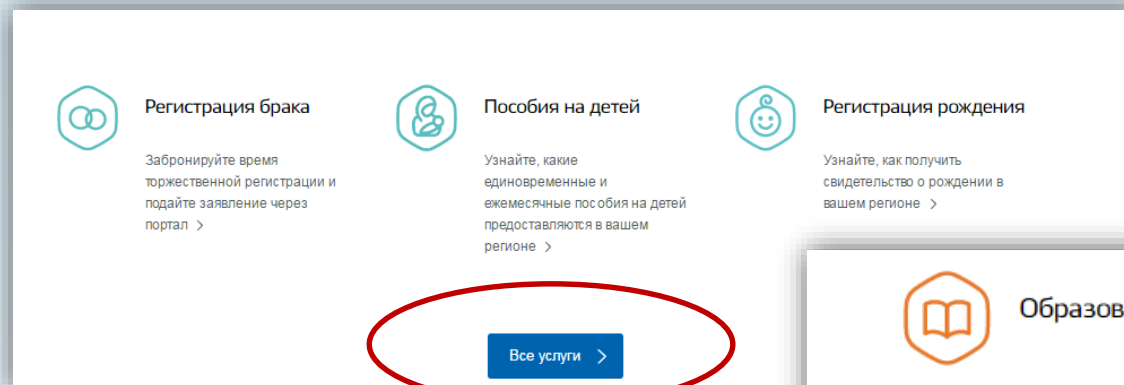 Регистрация брака
Забронируйте время
торжественной регистрации и
подайте заявление через
портал >
Пособия на детей
Узнайте, какие
единовременные и
ежемесячные пособия на детей
предоставляются в вашем
регионе >
Регистрация рождения
Узнайте, как получить
свидетельство о рождении в
вашем регионе >
Все услуги >
Образов